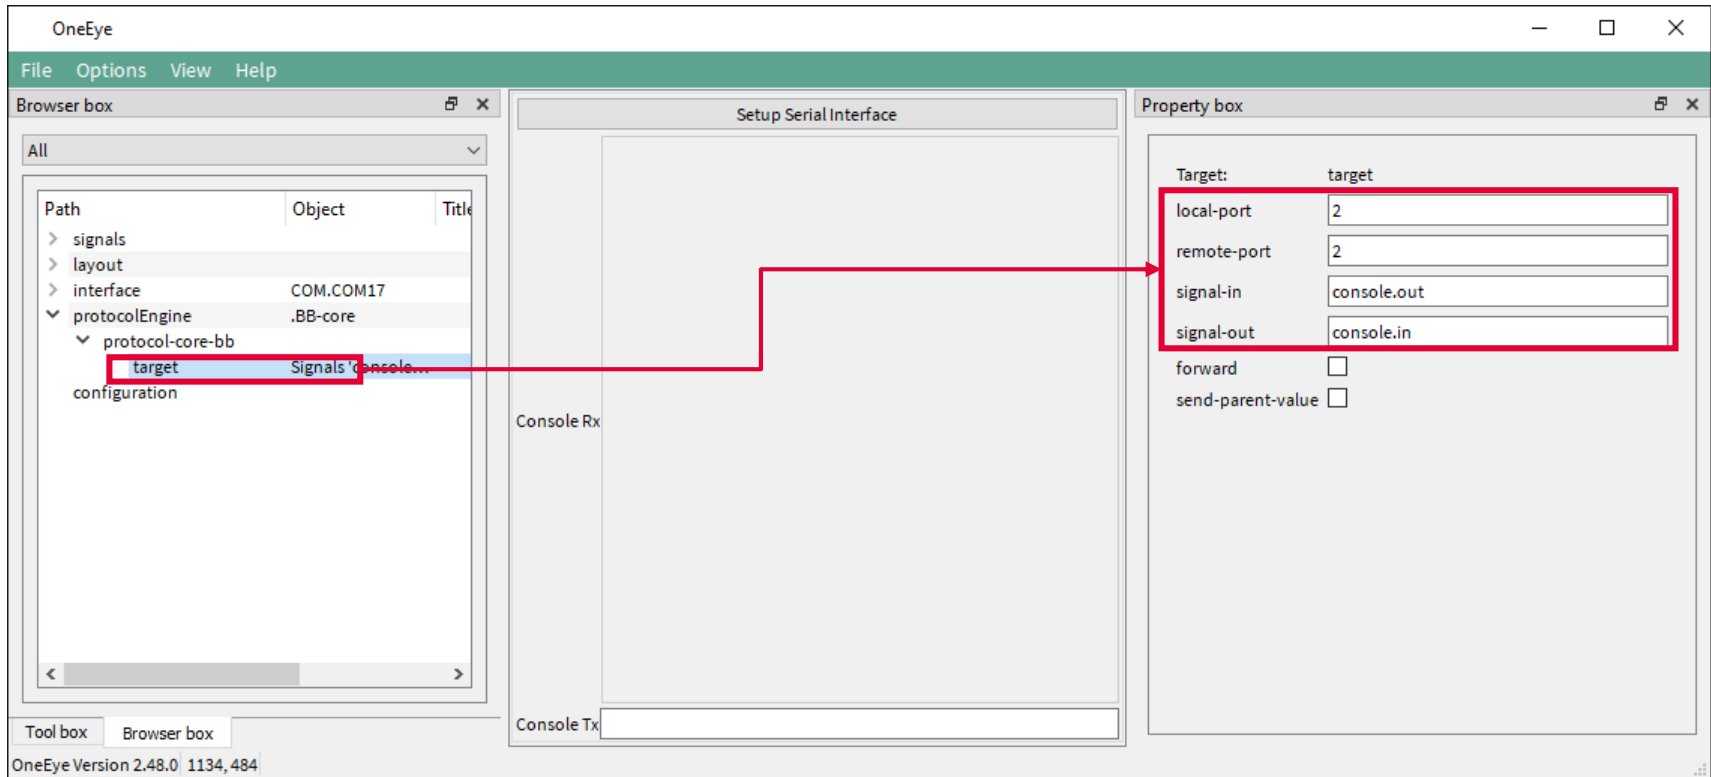 OneEye
File Options View Help
Browser box
All
Path Object Title
signals
layout
interface COM.COM17
protocolEngine .BB-core
protocol-core-bb
target Signals 'console...
configuration
Tool box Browser box
OneEye Version 2.48.0 1134, 484
Setup Serial Interface
Console Rx
Console Tx
Property box
Target: target
local-port 2
remote-port 2
signal-in console.out
signal-out console.in
forward
send-parent-value